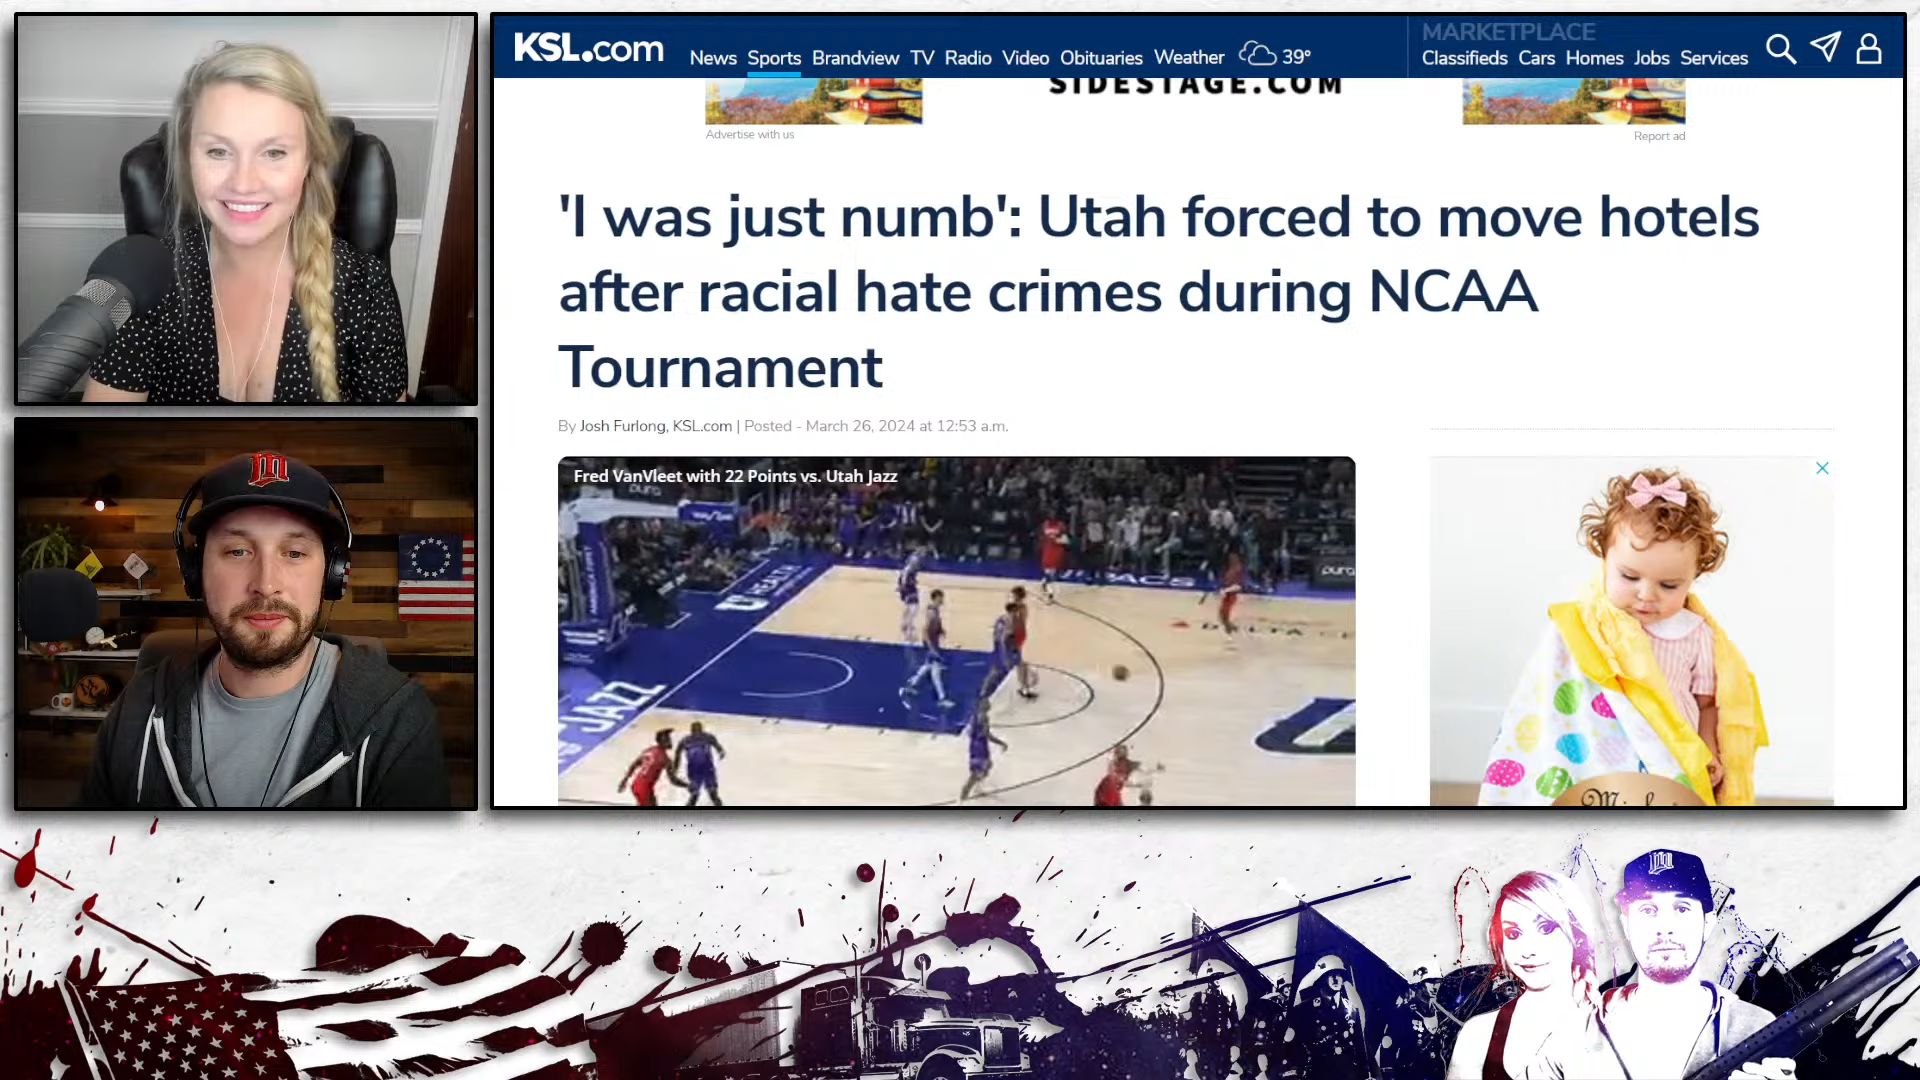 KSL.com
News Sports Brandview TV Radio Video Obituaries Weather 39°
MARKETPLACE
Classifieds Cars Homes Jobs Services
SIDESTAGE.COM
Advertise with us
Report ad
'I was just numb': Utah forced to move hotels
after racial hate crimes during NCAA
Tournament
By Josh Furlong, KSL.com | Posted - March 26, 2024 at 12:53 a.m.
Fred VanVleet with 22 Points vs. Utah Jazz
JAZZ